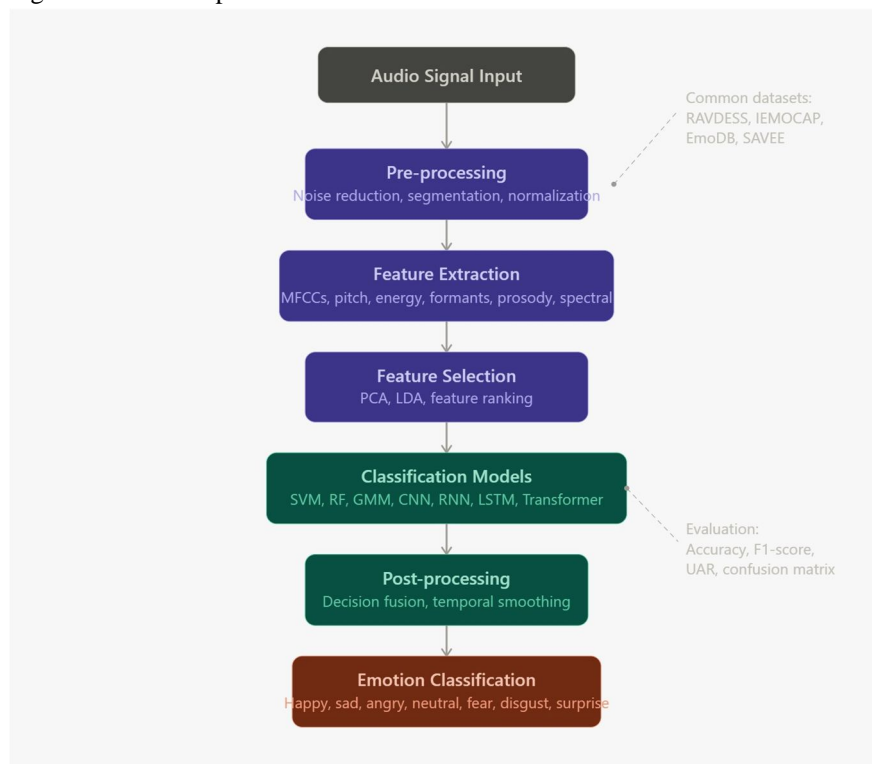 Audio Signal Input
Common datasets:
RAVDESS, IEMOCAP,
EmoDB, SAVEE
Pre-processing
Noise reduction, segmentation, normalization
Feature Extraction
MFCCs, pitch, energy, formants, prosody, spectral
Feature Selection
PCA, LDA, feature ranking
Classification Models
SVM, RF, GMM, CNN, RNN, LSTM, Transformer
Evaluation:
Accuracy, F1-score,
UAR, confusion matrix
Post-processing
Decision fusion, temporal smoothing
Emotion Classification
Happy, sad, angry, neutral, fear, disgust, surprise